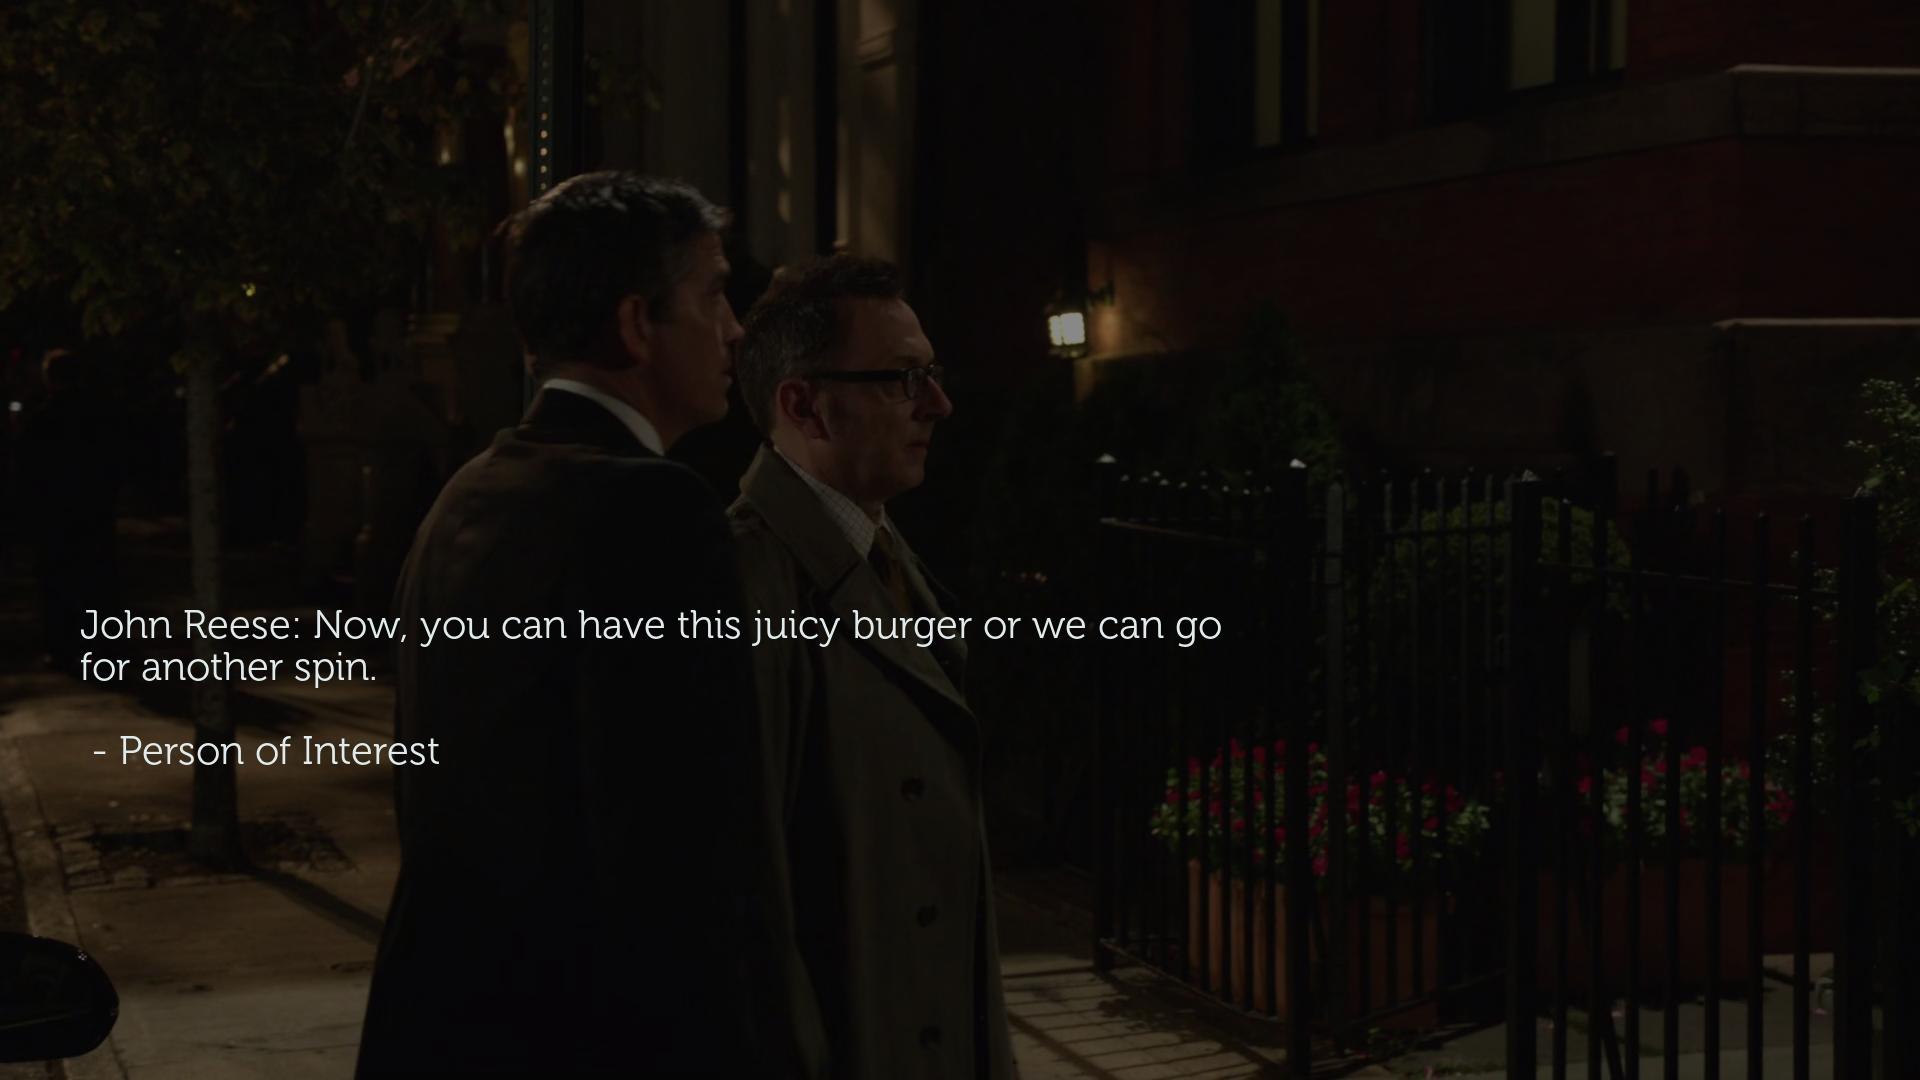 John Reese: Now, you can have this juicy burger or we can go
for another spin.
- Person of Interest